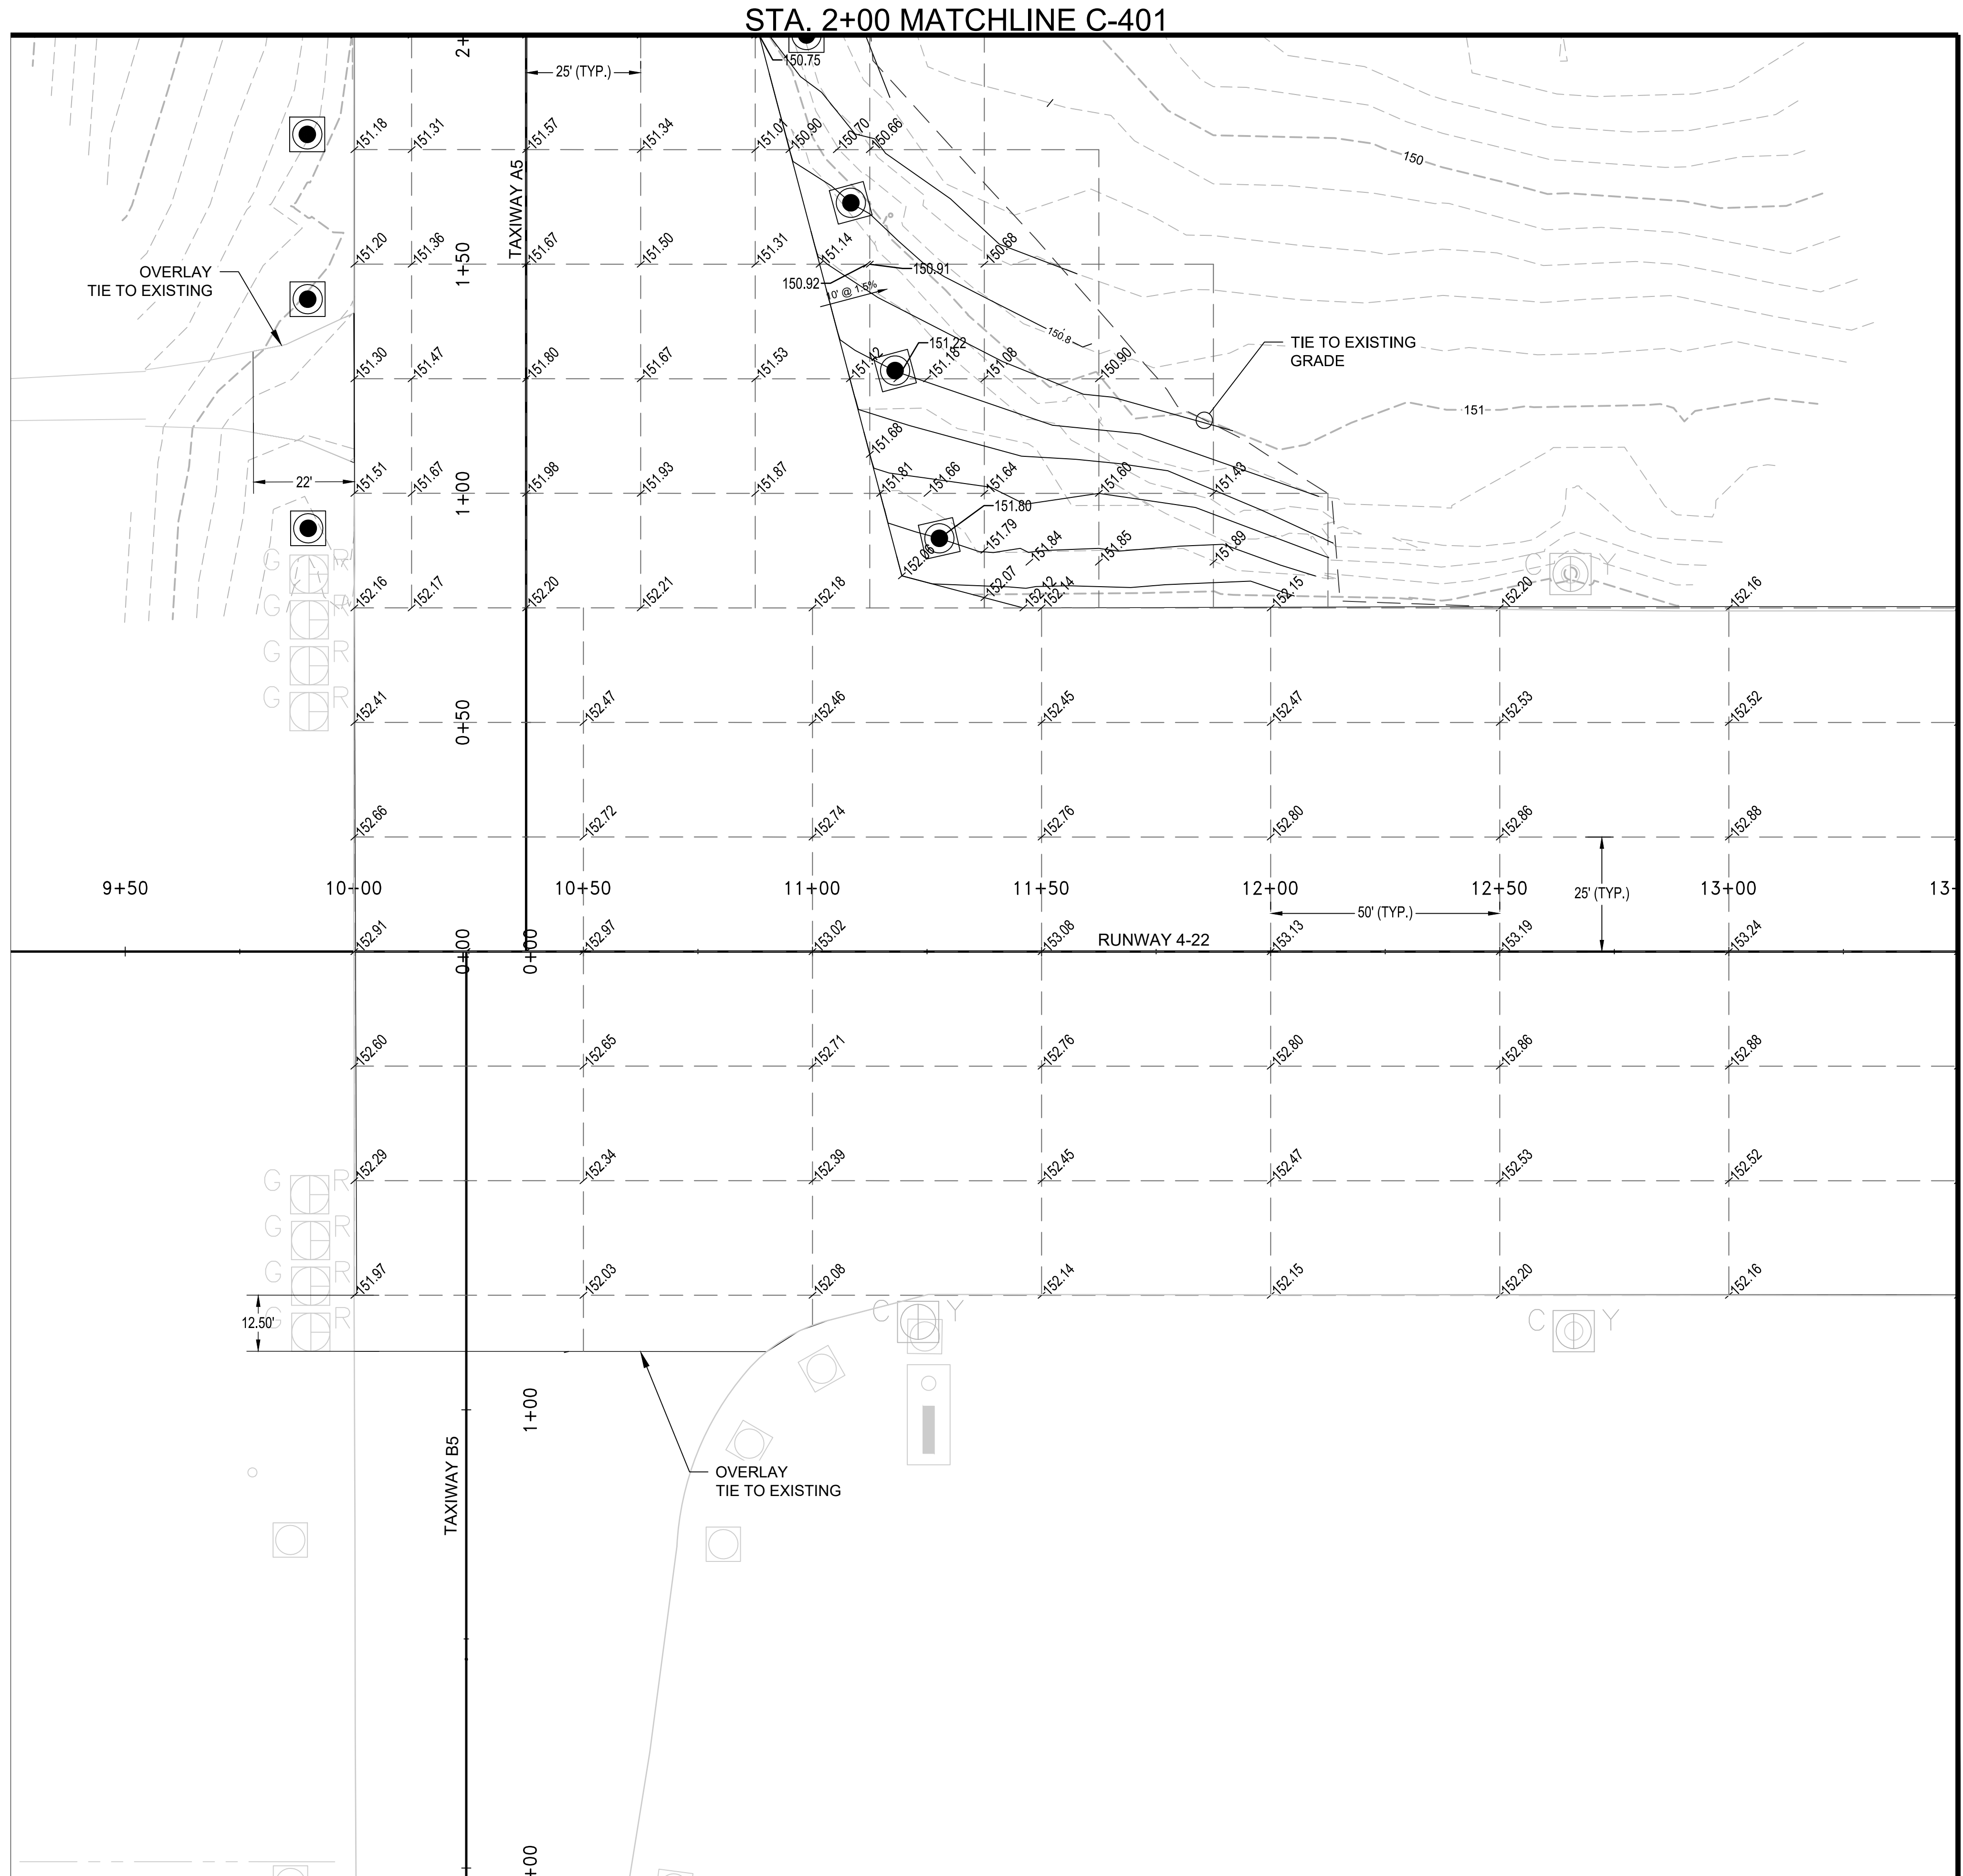 STA. 2+00 MATCHLINE C-401
2+
150.75
25' (TYP.)
151.18 151.31 151.57 151.34 151.01 150.90 150.70 150.66
150
TAXIWAY A5
1+50
151.20 151.36 151.67 151.50 151.31 151.14 150.68
OVERLAY
TIE TO EXISTING
150.91
150.92
10' @ 1.5%
150.8
TIE TO EXISTING
GRADE
151.22
151.30 151.47 151.80 151.67 151.53 151.42 151.18 151.08 150.90
151
151.68
22'
1+00
151.51 151.67 151.98 151.93 151.87 151.81 151.66 151.64 151.60 151.43
151.80
151.79 151.84 151.85 151.89
152.06
G R
C Y
152.07 152.12
152.16 152.17 152.20 152.21 152.18 152.14 152.15 152.20 152.16
G R
G R
G R
0+50
152.41 152.47 152.46 152.45 152.47 152.53 152.52
152.66 152.72 152.74 152.76 152.80 152.86 152.88
9+50 10+00 10+50 11+00 11+50 12+00 12+50 13+00 13+
25' (TYP.)
50' (TYP.)
RUNWAY 4-22
0+00 0+00
152.91 152.97 153.02 153.08 153.13 153.19 153.24
152.60 152.65 152.71 152.76 152.80 152.86 152.88
152.29 152.34 152.39 152.45 152.47 152.53 152.52
G R
G R
G R
G R
151.97 152.03 152.08 152.14 152.15 152.20 152.16
12.50'
C Y
C Y
1+00
TAXIWAY B5
OVERLAY
TIE TO EXISTING
+00